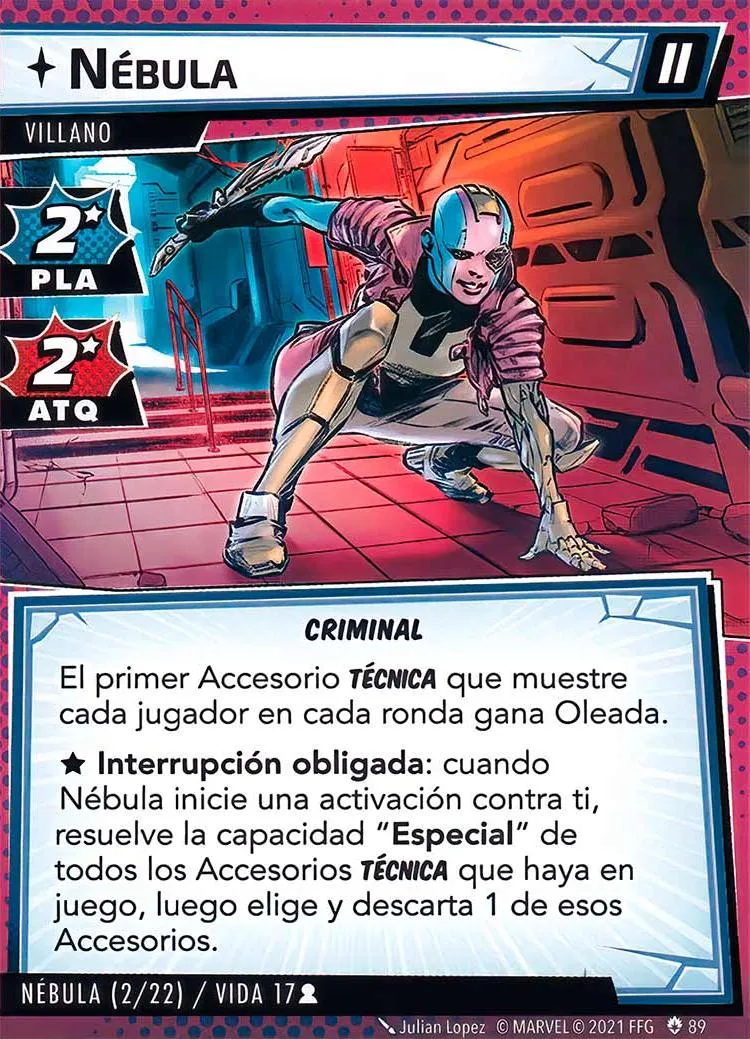 NÉBULA
II
VILLANO
2
PLA
2
ATQ
CRIMINAL
El primer Accesorio TÉCNICA que muestre
cada jugador en cada ronda gana Oleada.
★ Interrupción obligada: cuando
Nébula inicie una activación contra ti,
resuelve la capacidad “Especial” de
todos los Accesorios TÉCNICA que haya en
juego, luego elige y descarta 1 de esos
Accesorios.
NÉBULA (2/22) / VIDA 17
Julian Lopez © MARVEL © 2021 FFG 89